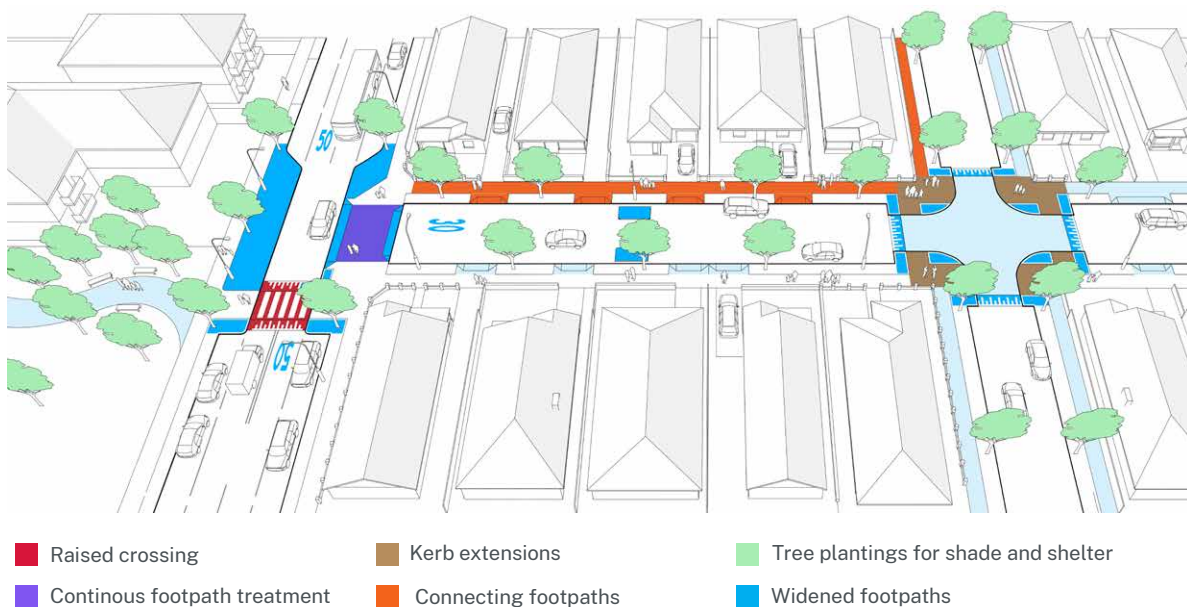 50
30
50
Raised crossing
Kerb extensions
Tree plantings for shade and shelter
Continous footpath treatment
Connecting footpaths
Widened footpaths